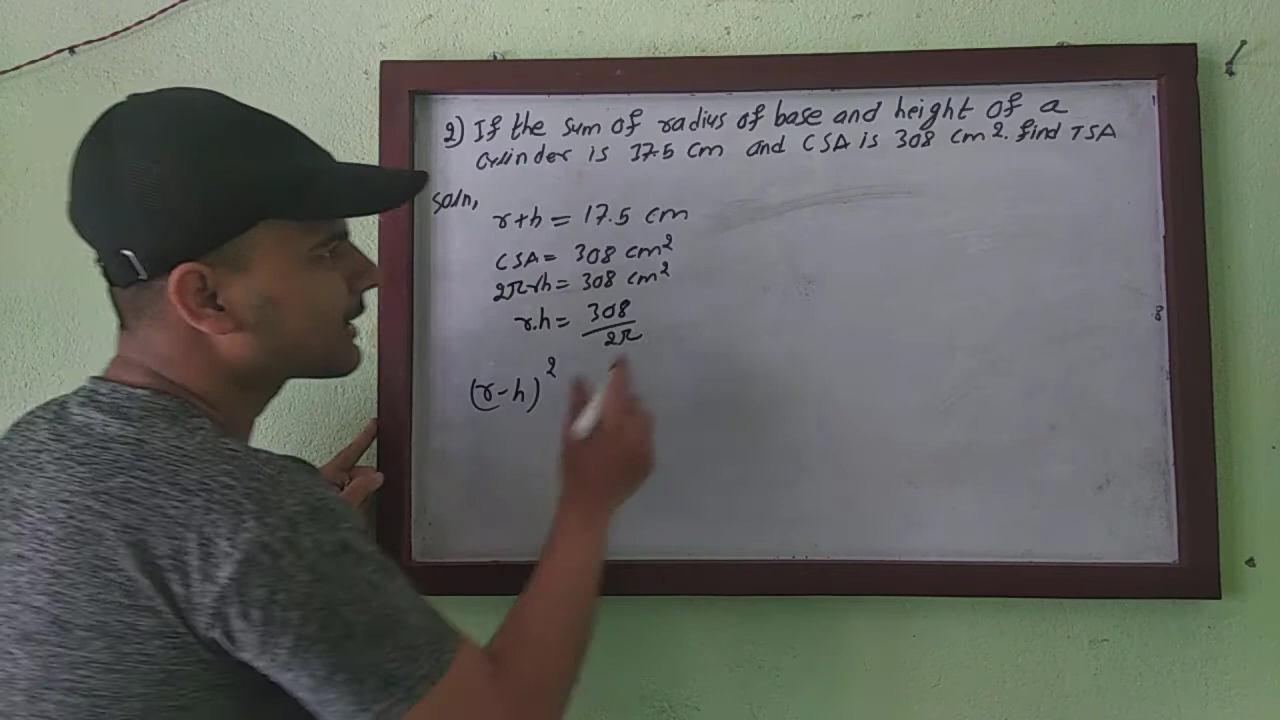 2) If the sum of radius of base and height of a
cylinder is 17.5 cm and CSA is 308 cm2. find TSA
Soln,
r+h = 17.5 cm
CSA = 308 cm²
2πrh = 308 cm²
r.h = 308/2π
(r-h)²